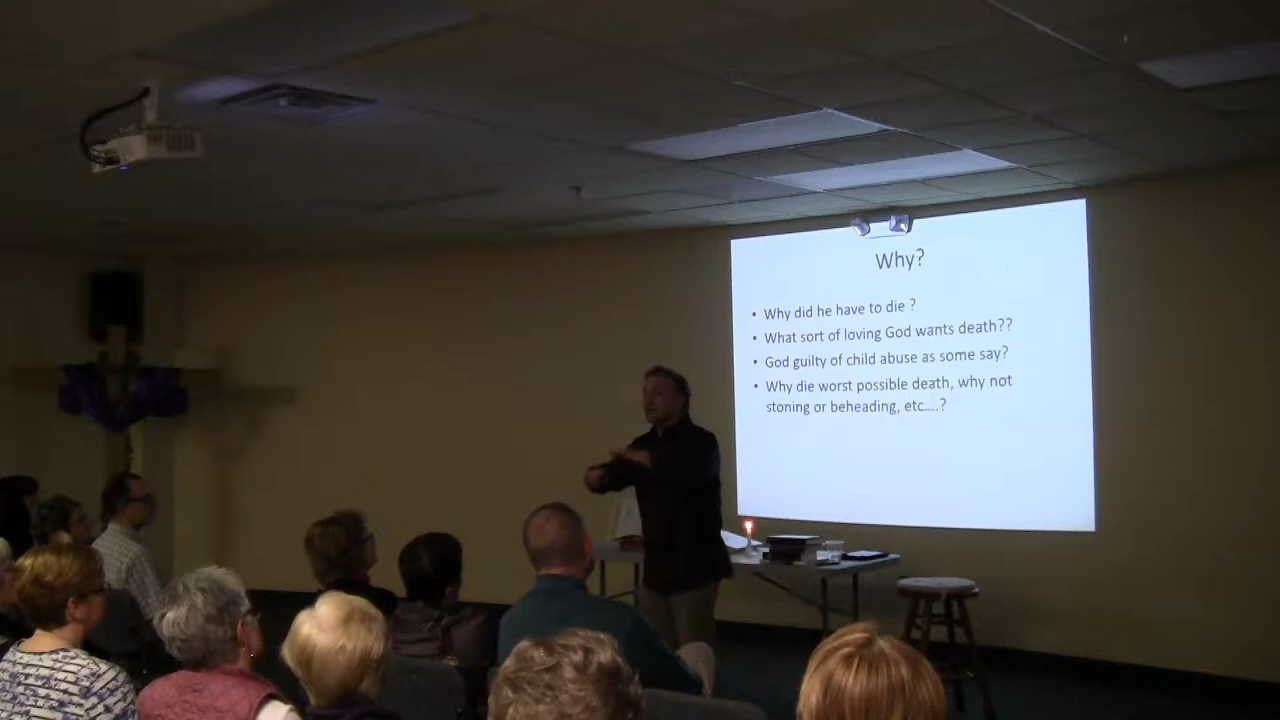 Why?
• Why did he have to die ?
• What sort of loving God wants death??
• God guilty of child abuse as some say?
• Why die worst possible death, why not
stoning or beheading, etc....?